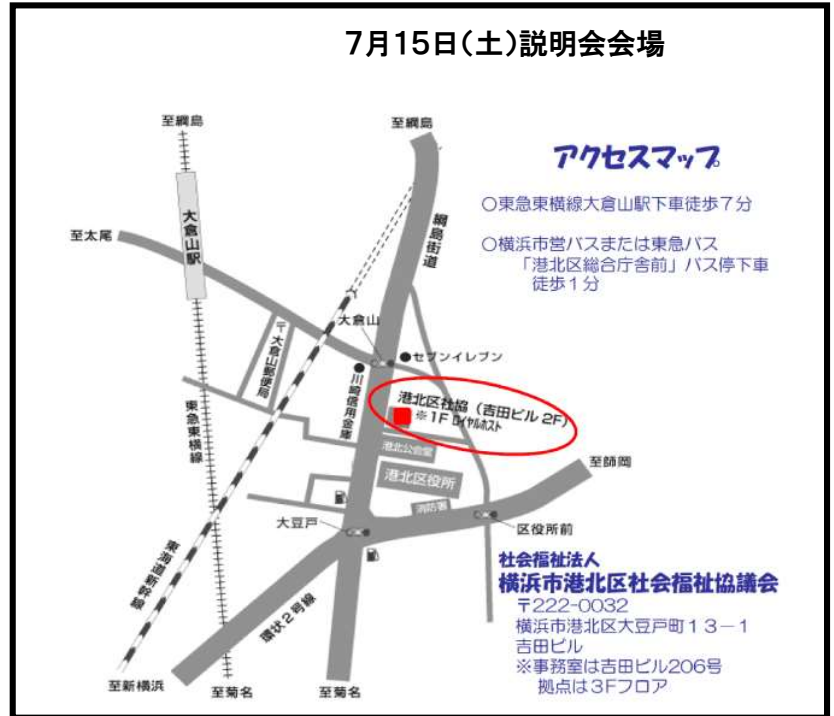 7月15日(土)説明会会場
アクセスマップ
○東急東横線大倉山駅下車徒歩7分
○横浜市営バスまたは東急バス
「港北区総合庁舎前」バス停下車
徒歩1分
至綱島
至綱島
大倉山駅
綱島街道
至太尾
大倉山
●セブンイレブン
〒大倉山郵便局
●川崎信用金庫
港北区社協(吉田ビル 2F)
※1F ロイヤルホスト
東急東横線
港北公会堂
港北区役所
至師岡
消防署
大豆戸
区役所前
東海道新幹線
環状2号線
至新横浜
至菊名
至菊名
社会福祉法人
横浜市港北区社会福祉協議会
〒222-0032
横浜市港北区大豆戸町13-1
吉田ビル
※事務室は吉田ビル206号
拠点は3Fフロア